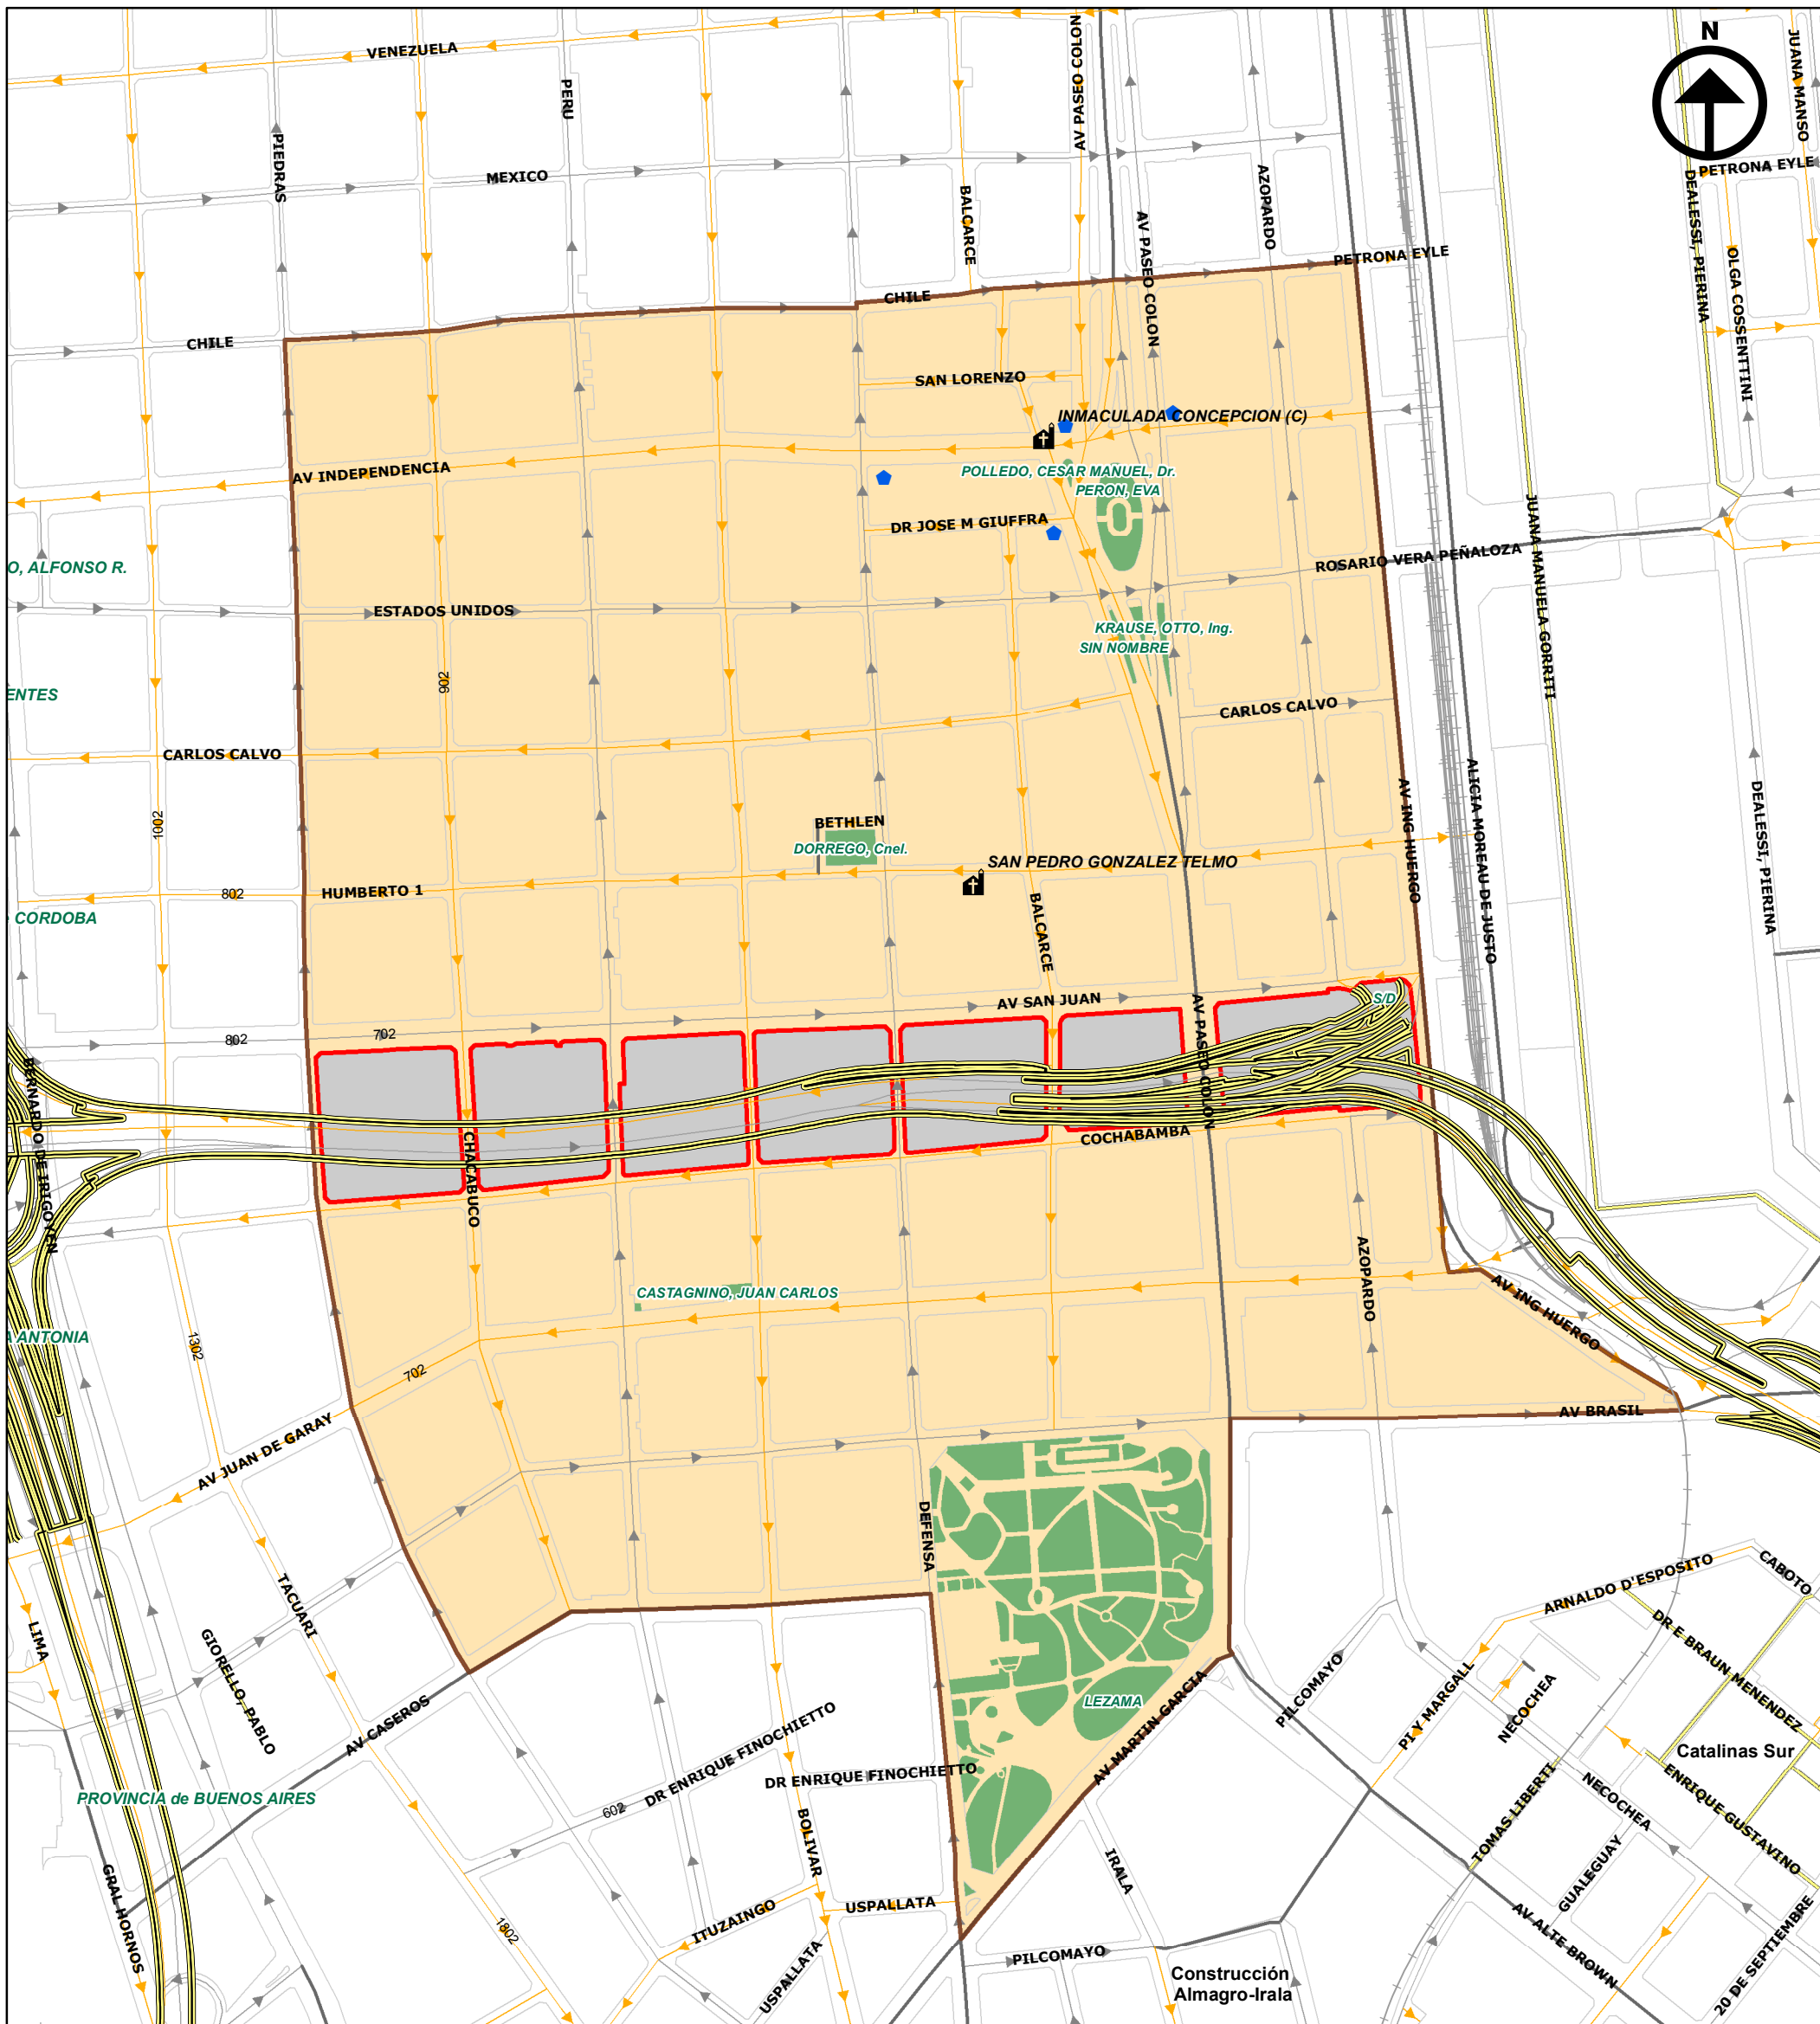 N
VENEZUELA
AV PASEO COLON
JUANA MANSO
PERU
PIEDRAS
MEXICO
PETRONA EYLE
BALCARCE
AZOPARDO
DEALESSI, PIERINA
AV PASEO COLON
OLGA COSSENTTINI
PETRONA EYLE
CHILE
CHILE
SAN LORENZO
INMACULADA CONCEPCION (C)
AV INDEPENDENCIA
POLLEDO, CESAR MANUEL, Dr.
PERON, EVA
DR JOSE M GIUFFRA
JUANA MANUELA GORRITI
ROSARIO VERA PEÑALOZA
O, ALFONSO R.
ESTADOS UNIDOS
KRAUSE, OTTO, Ing.
SIN NOMBRE
902
ENTES
CARLOS CALVO
CARLOS CALVO
ALICIA MOREAU DE JUSTO
AV ING HUERGO
DEALESSI, PIERINA
1002
BETHLEN
DORREGO, Cnel.
SAN PEDRO GONZALEZ TELMO
802
HUMBERTO 1
BALCARCE
CORDOBA
AV SAN JUAN
S/D
AV PASEO COLON
702
802
BERNARDO DE IRIGOYEN
CHACABUCO
COCHABAMBA
AZOPARDO
CASTAGNINO, JUAN CARLOS
AV ING HUERGO
A ANTONIA
1302
702
AV BRASIL
AV JUAN DE GARAY
DEFENSA
TACUARI
LIMA
GIORELLO, PABLO
ARNALDO D'ESPOSITO
CABOTO
DR E BRAUN MENENDEZ
PILCOMAYO
PI Y MARGALL
NECOCHEA
LEZAMA
AV MARTIN GARCIA
AV CASEROS
DR ENRIQUE FINOCHIETTO
DR ENRIQUE FINOCHIETTO
Catalinas Sur
PROVINCIA de BUENOS AIRES
602
BOLIVAR
NECOCHEA
TOMAS LIBERTI
ENRIQUE GUSTAVINO
GUALEGUAY
IRALA
GRAL HORNOS
1802
ITUZAINGO
USPALLATA
USPALLATA
PILCOMAYO
AV ALTE BROWN
20 DE SEPTIEMBRE
Construcción
Almagro-Irala